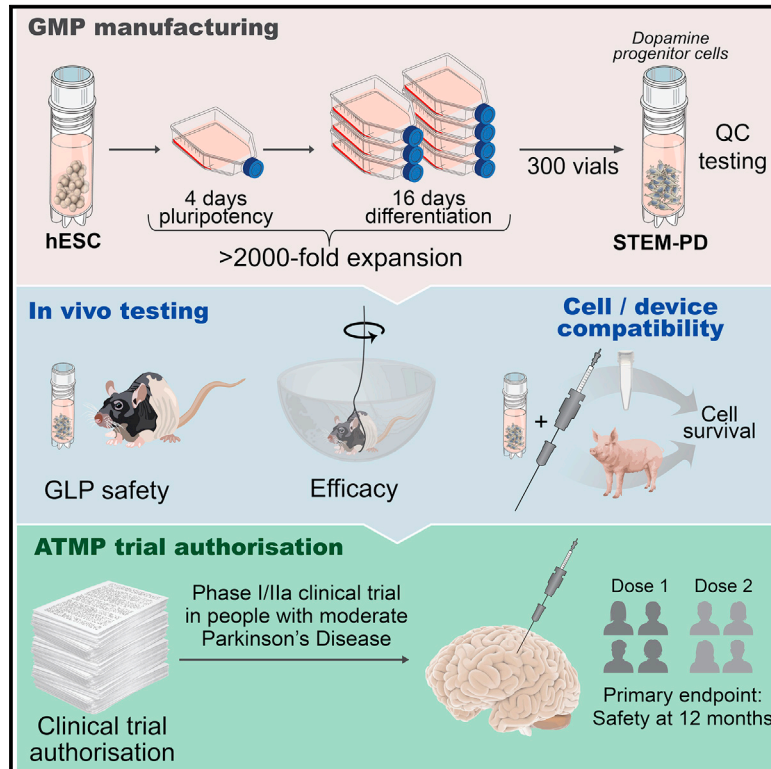 GMP manufacturing
Dopamine
progenitor cells
hESC
4 days
pluripotency
16 days
differentiation
>2000-fold expansion
300 vials
QC
testing
STEM-PD
In vivo testing
GLP safety
Efficacy
Cell / device
compatibility
+
Cell
survival
ATMP trial authorisation
Clinical trial
authorisation
Phase I/IIa clinical trial
in people with moderate
Parkinson's Disease
Dose 1
Dose 2
Primary endpoint:
Safety at 12 months